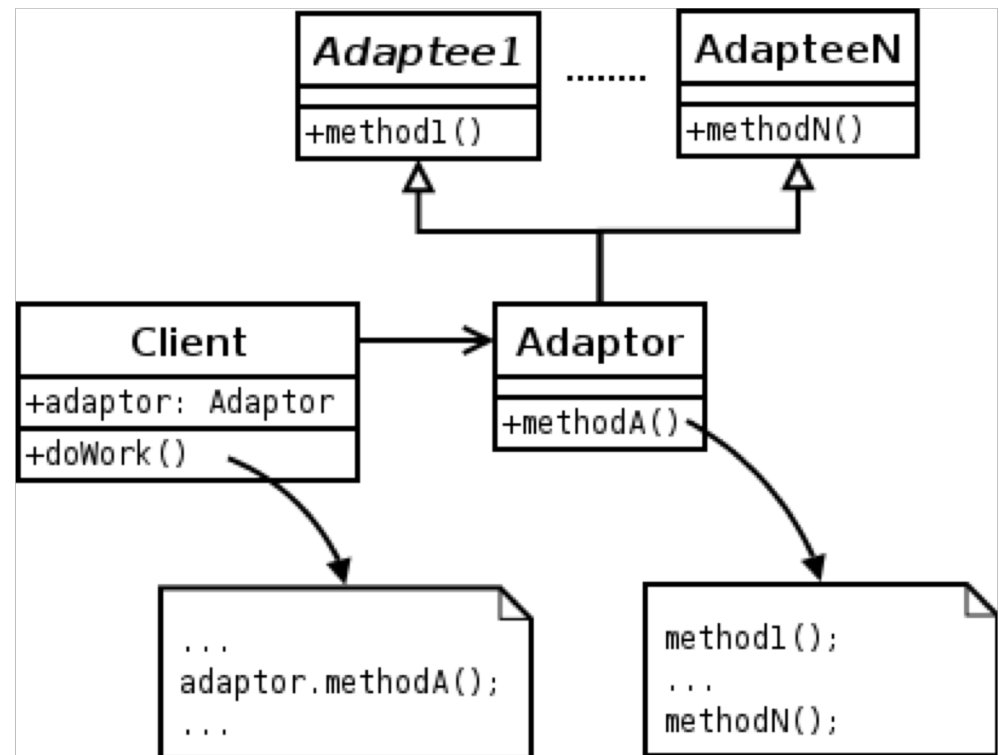 Adaptee1
........
AdapteeN
+method1()
+methodN()
Client
Adaptor
+adaptor: Adaptor
+methodA()
+doWork()
...
adaptor.methodA();
...
method1();
...
methodN();